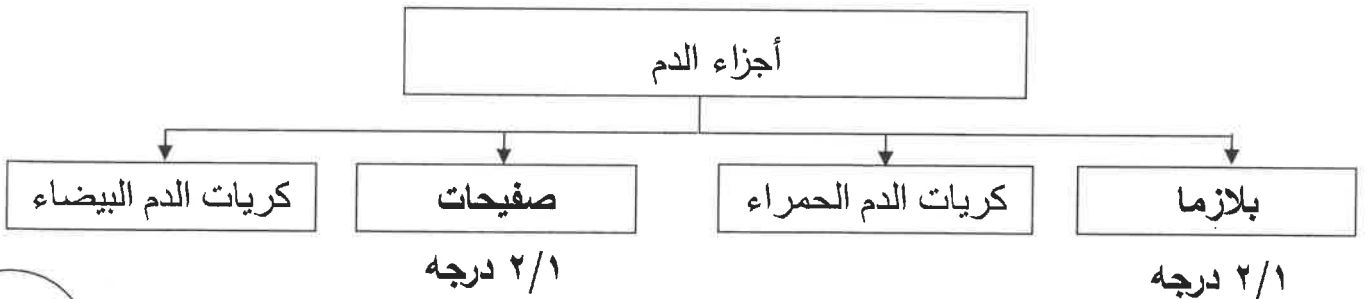 أجزاء الدم
بلازما
كريات الدم الحمراء
صفيحات
كريات الدم البيضاء
٢/١ درجه
٢/١ درجه